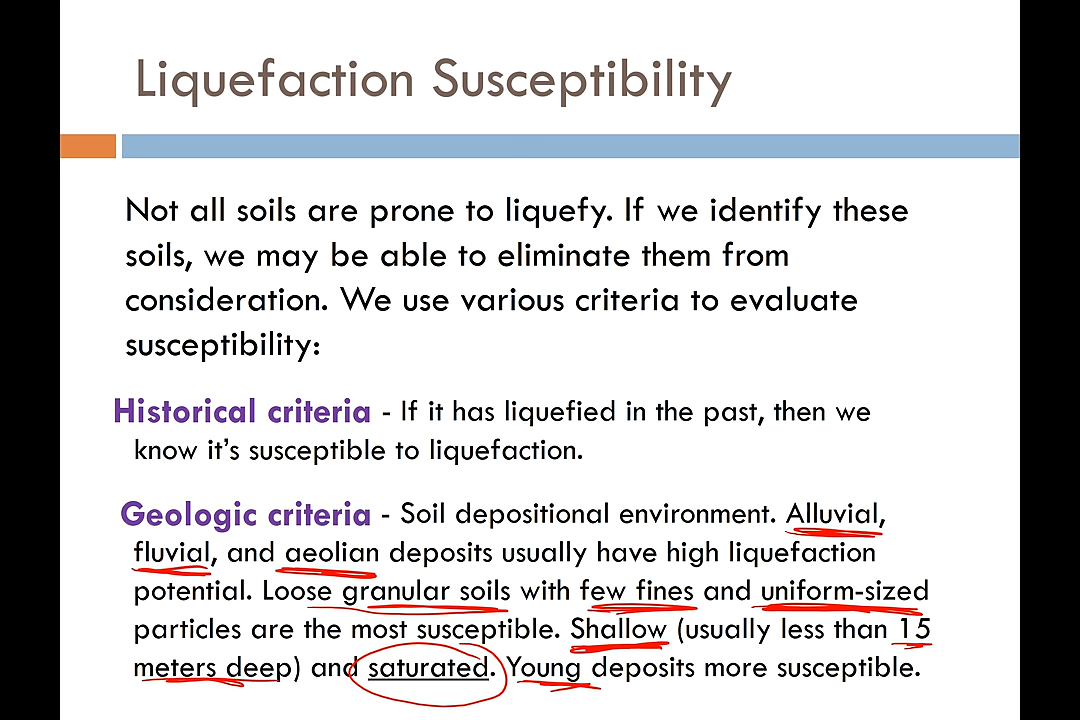 Liquefaction Susceptibility
Not all soils are prone to liquefy. If we identify these
soils, we may be able to eliminate them from
consideration. We use various criteria to evaluate
susceptibility:
Historical criteria - If it has liquefied in the past, then we
know it’s susceptible to liquefaction.
Geologic criteria - Soil depositional environment. Alluvial,
fluvial, and aeolian deposits usually have high liquefaction
potential. Loose granular soils with few fines and uniform-sized
particles are the most susceptible. Shallow (usually less than 15
meters deep) and saturated. Young deposits more susceptible.